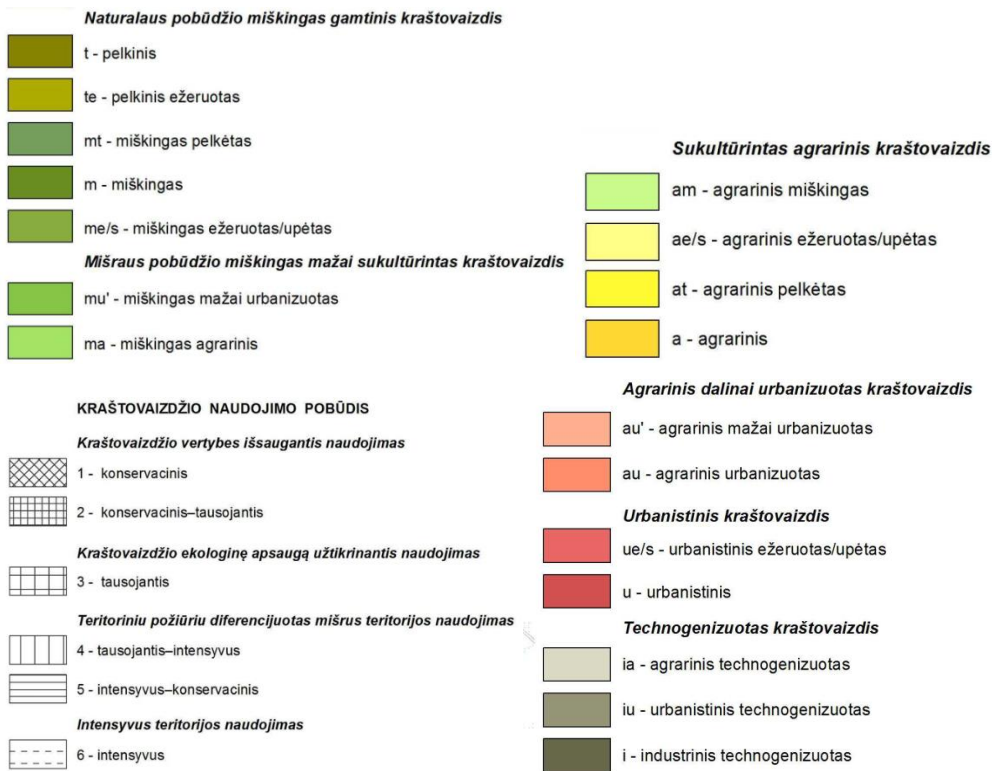 Naturalaus pobūdžio miškingas gamtinis kraštovaizdis
t - pelkinis
te - pelkinis ežeruotas
mt - miškingas pelkėtas
m - miškingas
me/s - miškingas ežeruotas/upėtas
Mišraus pobūdžio miškingas mažai sukultūrintas kraštovaizdis
mu' - miškingas mažai urbanizuotas
ma - miškingas agrarinis
KRAŠTOVAIZDŽIO NAUDOJIMO POBŪDIS
Kraštovaizdžio vertybes išsaugantis naudojimas
1 - konservacinis
2 - konservacinis–tausojantis
Kraštovaizdžio ekologinę apsaugą užtikrinantis naudojimas
3 - tausojantis
Teritoriniu požiūriu diferencijuotas mišrus teritorijos naudojimas
4 - tausojantis–intensyvus
5 - intensyvus–konservacinis
Intensyvus teritorijos naudojimas
6 - intensyvus
Sukultūrintas agrarinis kraštovaizdis
am - agrarinis miškingas
ae/s - agrarinis ežeruotas/upėtas
at - agrarinis pelkėtas
a - agrarinis
Agrarinis dalinai urbanizuotas kraštovaizdis
au' - agrarinis mažai urbanizuotas
au - agrarinis urbanizuotas
Urbanistinis kraštovaizdis
ue/s - urbanistinis ežeruotas/upėtas
u - urbanistinis
Technogenizuotas kraštovaizdis
ia - agrarinis technogenizuotas
iu - urbanistinis technogenizuotas
i - industrinis technogenizuotas